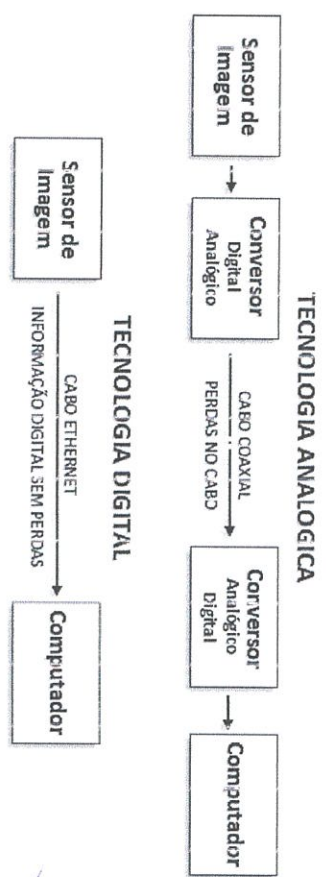 TECNOLOGIA ANALOGICA
Sensor de
Imagem
Conversor
Digital
Analógico
CABO COAXIAL
PERDAS NO CABO
Conversor
Analógico
Digital
Computador
TECNOLOGIA DIGITAL
Sensor de
Imagem
CABO ETHERNET
INFORMAÇÃO DIGITAL SEM PERDAS
Computador